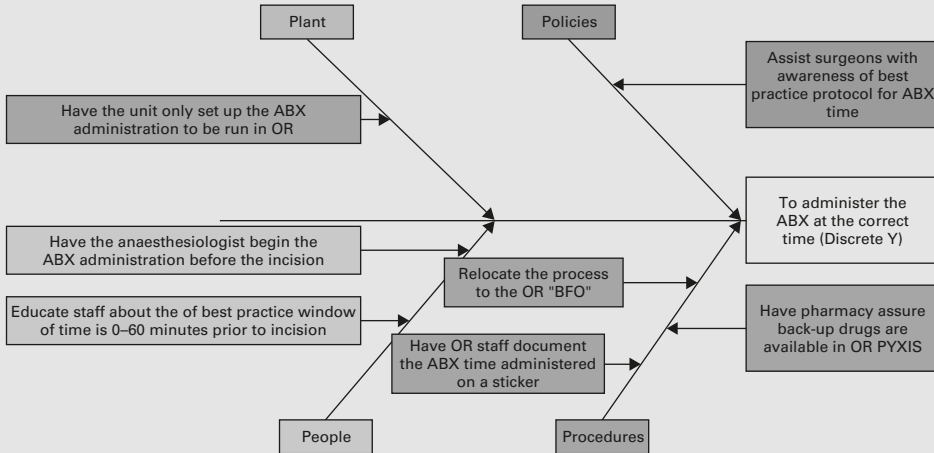 Plant
Policies
Assist surgeons with
awareness of best
practice protocol for ABX
time
Have the unit only set up the ABX
administration to be run in OR
To administer the
ABX at the correct
time (Discrete Y)
Have the anaesthesiologist begin the
ABX administration before the incision
Relocate the process
to the OR "BFO"
Educate staff about the of best practice window
of time is 0–60 minutes prior to incision
Have pharmacy assure
back-up drugs are
available in OR PYXIS
Have OR staff document
the ABX time administered
on a sticker
People
Procedures